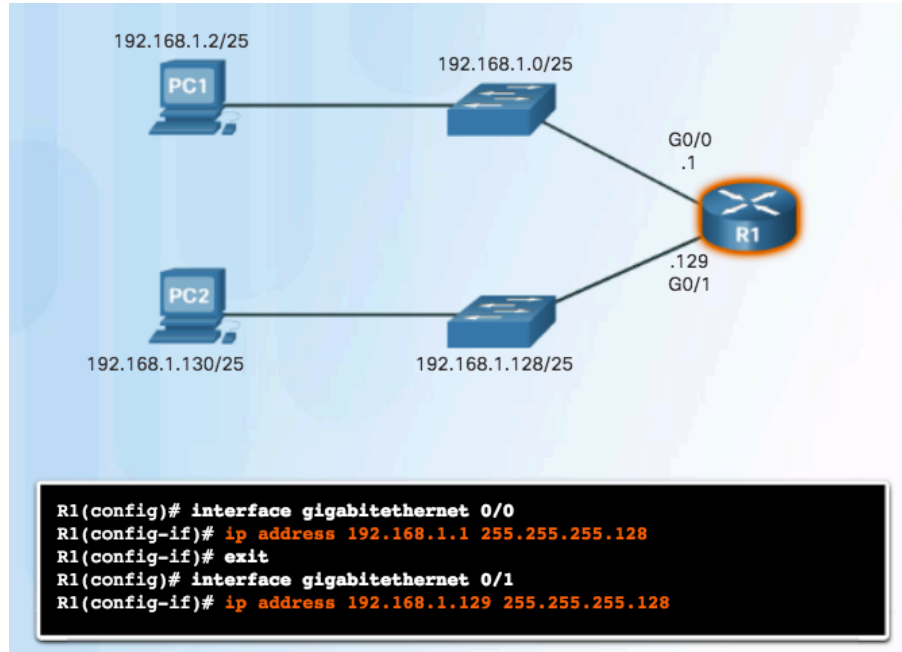 192.168.1.2/25
PC1
192.168.1.0/25
G0/0
.1
R1
.129
G0/1
PC2
192.168.1.130/25
192.168.1.128/25
R1(config)# interface gigabitethernet 0/0
R1(config-if)# ip address 192.168.1.1 255.255.255.128
R1(config-if)# exit
R1(config)# interface gigabitethernet 0/1
R1(config-if)# ip address 192.168.1.129 255.255.255.128